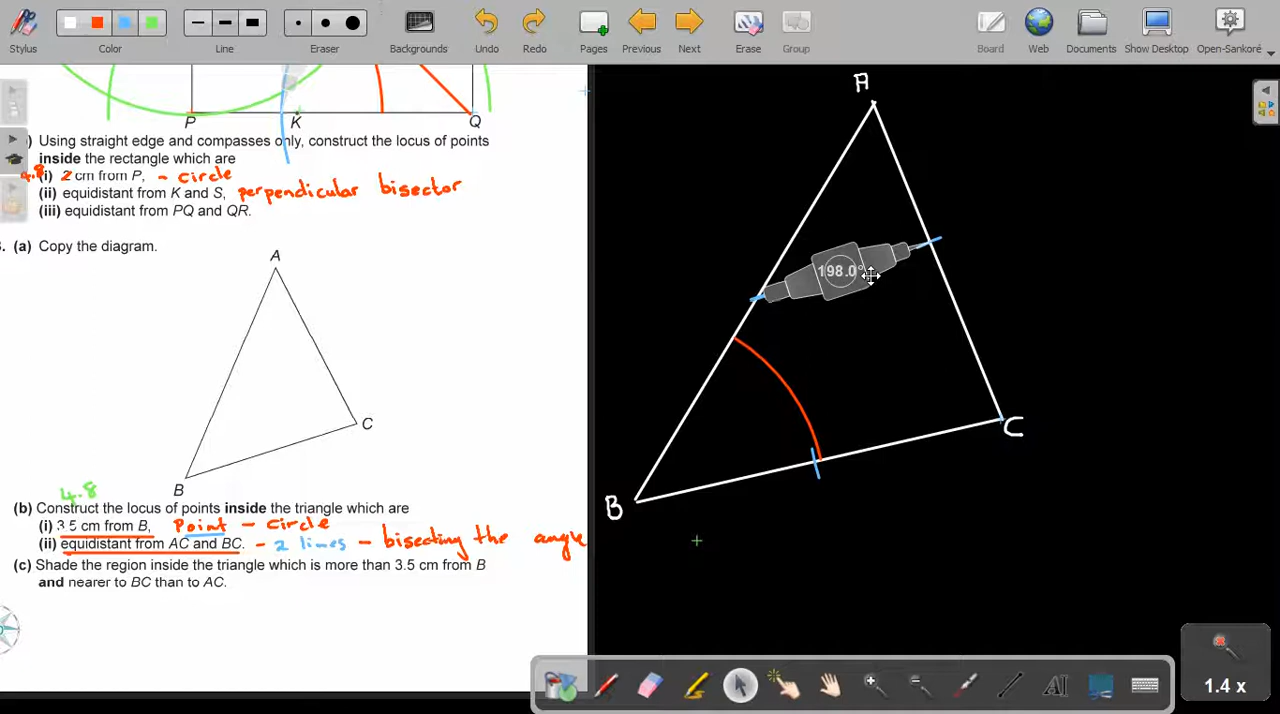 Stylus Color Line Eraser Backgrounds Undo Redo Pages Previous Next Erase Group Board Web Documents Show Desktop Open-Sankoré
P K Q
) Using straight edge and compasses only, construct the locus of points
inside the rectangle which are
4.8
(i) 2 cm from P, - circle
(ii) equidistant from K and S, perpendicular bisector
(iii) equidistant from PQ and QR.
. (a) Copy the diagram.
A
C
B
4.8
(b) Construct the locus of points inside the triangle which are
(i) 3.5 cm from B, Point - circle
(ii) equidistant from AC and BC. - 2 lines - bisecting the angle
(c) Shade the region inside the triangle which is more than 3.5 cm from B
and nearer to BC than to AC.
A
198.0°
C
B
1.4 x